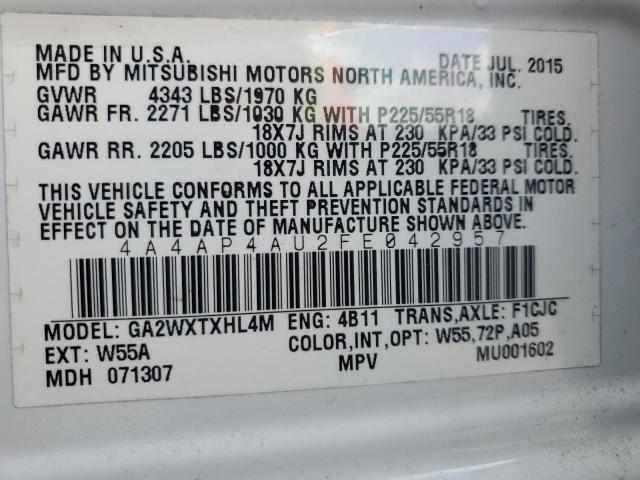 MADE IN U.S.A. DATE JUL. 2015
MFD BY MITSUBISHI MOTORS NORTH AMERICA, INC.
GVWR 4343 LBS/1970 KG
GAWR FR. 2271 LBS/1030 KG WITH P225/55R18 TIRES.
18X7J RIMS AT 230 KPA/33 PSI COLD.
GAWR RR. 2205 LBS/1000 KG WITH P225/55R18 TIRES.
18X7J RIMS AT 230 KPA/33 PSI COLD.
THIS VEHICLE CONFORMS TO ALL APPLICABLE FEDERAL MOTOR
VEHICLE SAFETY AND THEFT PREVENTION STANDARDS IN
EFFECT ON THE DATE OF MANUFACTURE SHOWN ABOVE.
4A4AP4AU2FE042957
MODEL: GA2WXTXHL4M ENG: 4B11 TRANS,AXLE: F1CJC
EXT: W55A COLOR,INT,OPT: W55,72P,A05
MDH 071307 MPV MU001602